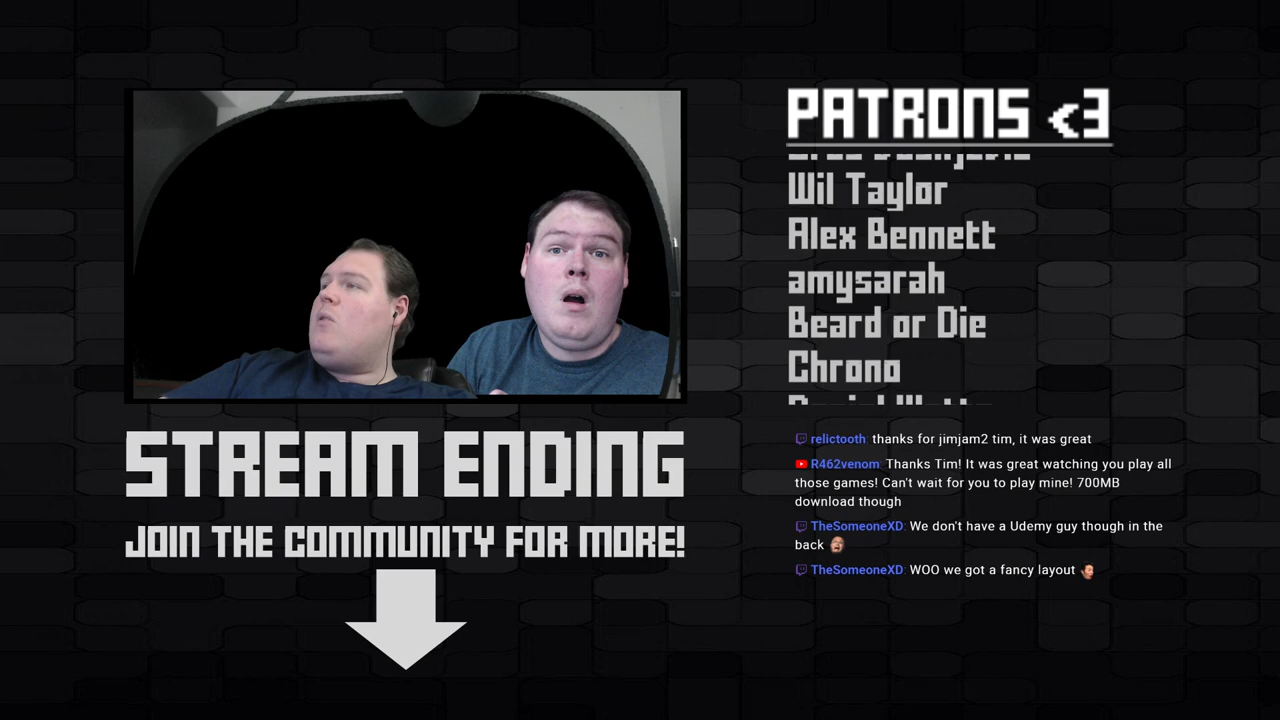 PATRONS <3
Wil Taylor
Alex Bennett
amysarah
Beard or Die
Chrono
STREAM ENDING
JOIN THE COMMUNITY FOR MORE!
relictooth: thanks for jimjam2 tim, it was great
R462venom: Thanks Tim! It was great watching you play all
those games! Can't wait for you to play mine! 700MB
download though
TheSomeoneXD: We don't have a Udemy guy though in the
back
TheSomeoneXD: WOO we got a fancy layout